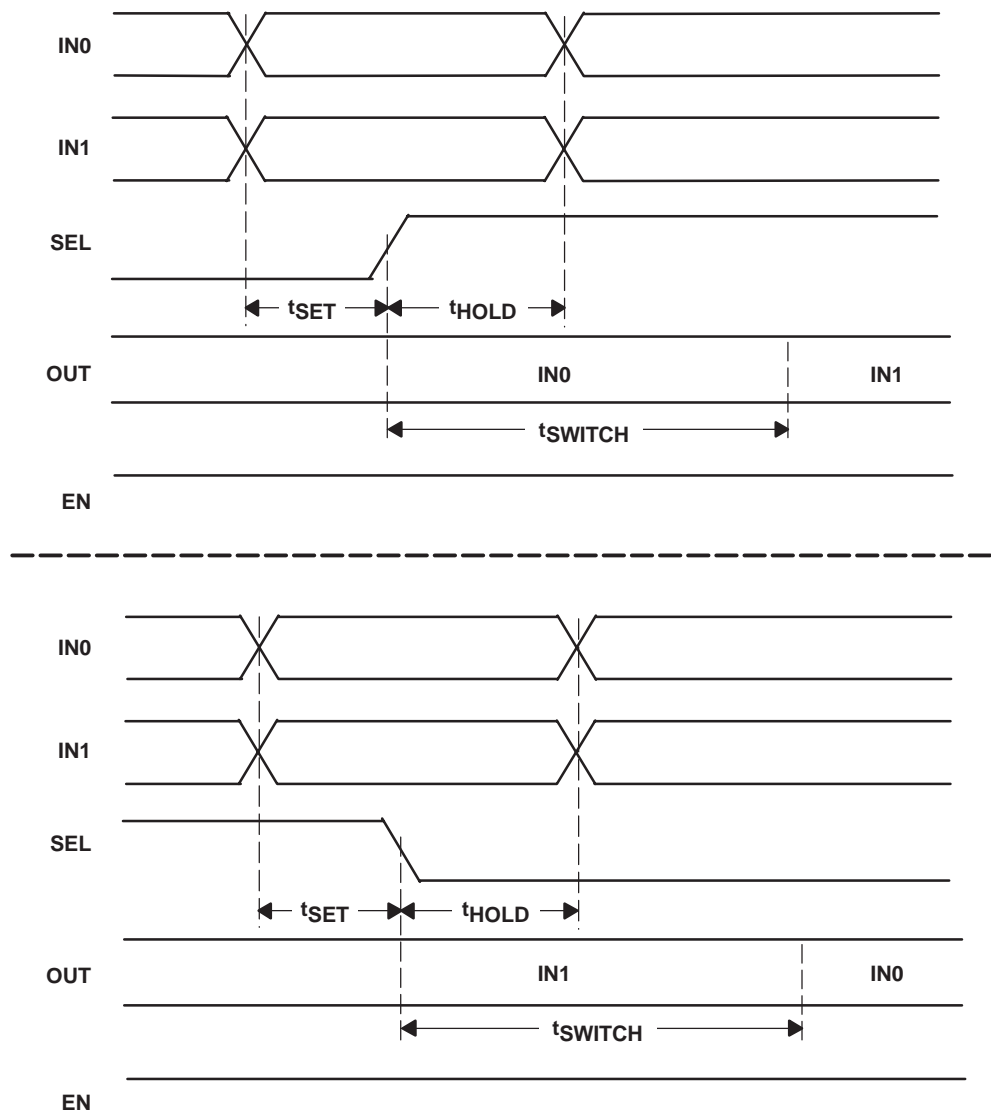 IN0
IN1
SEL
tSET
tHOLD
OUT
IN0
IN1
tSWITCH
EN
IN0
IN1
SEL
tSET
tHOLD
OUT
IN1
IN0
tSWITCH
EN